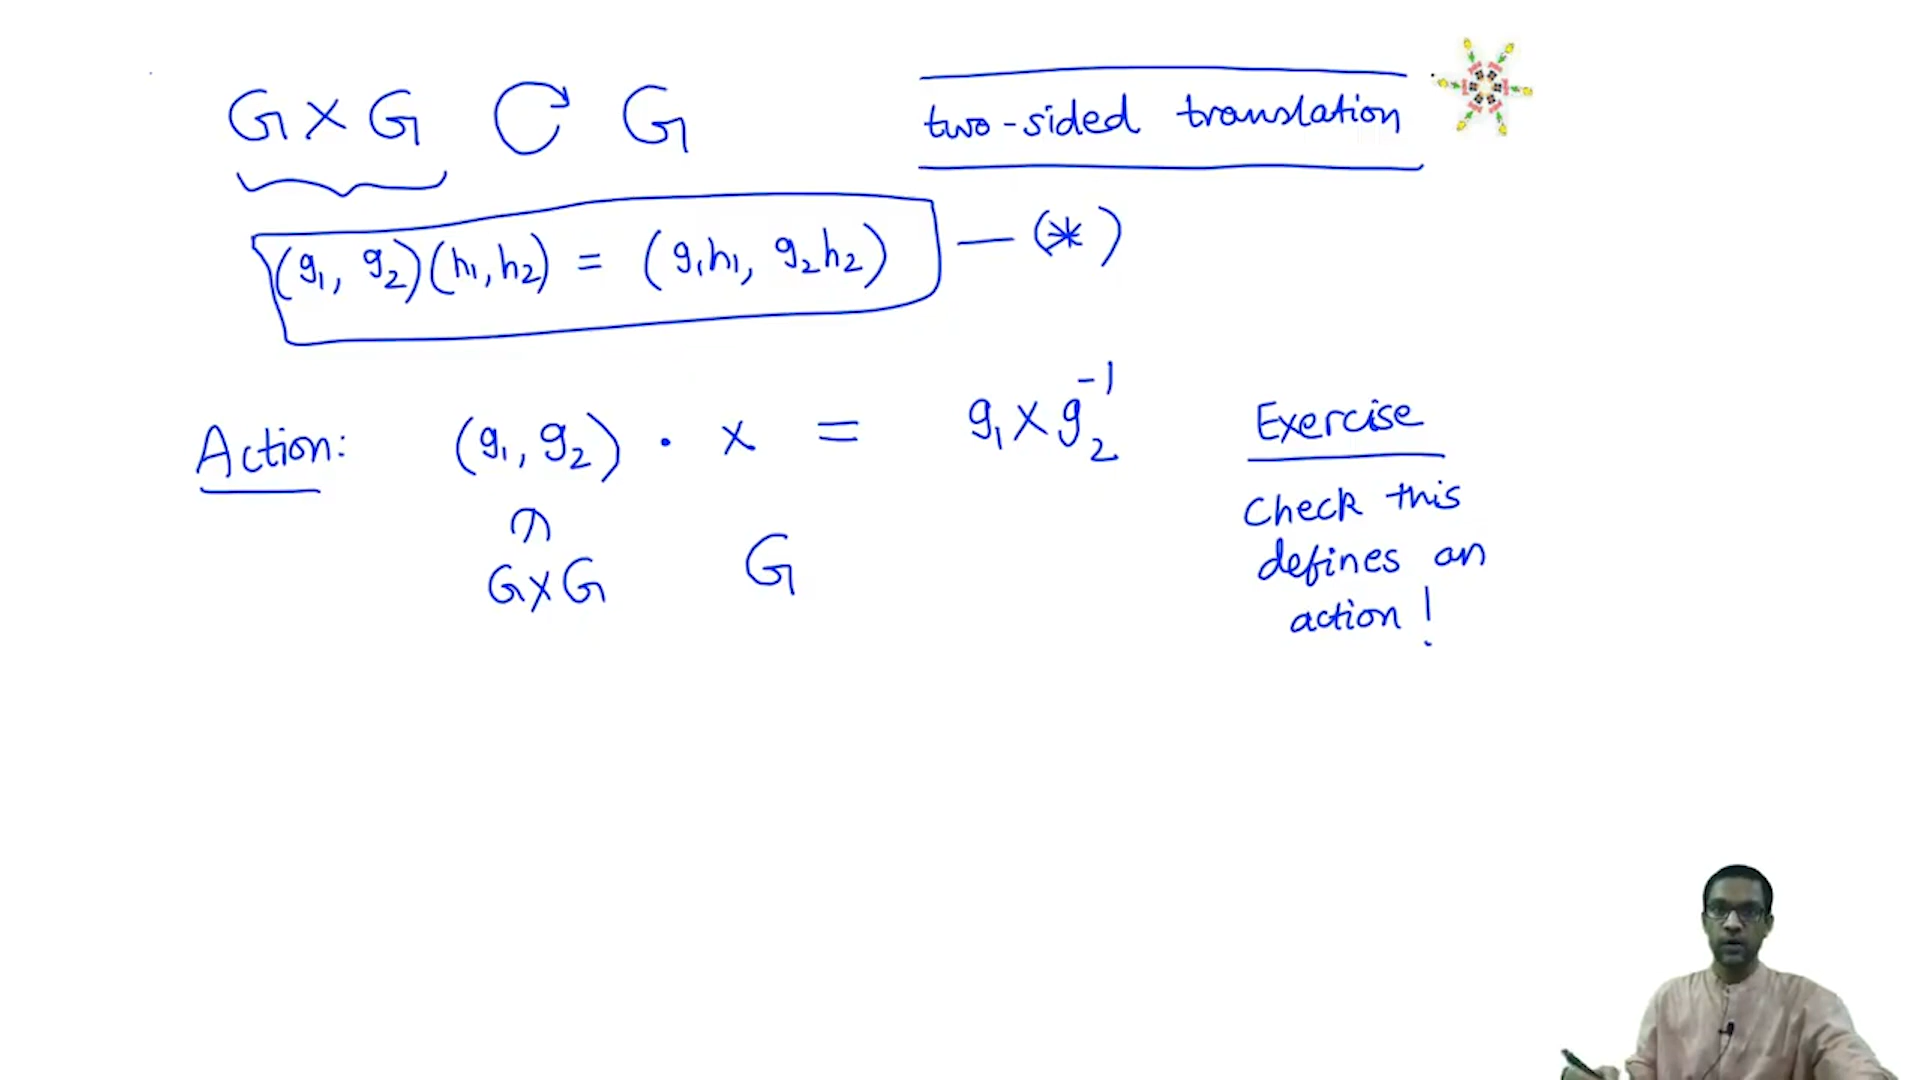 G × G ↻ G two-sided translation
(g₁, g₂)(h₁, h₂) = (g₁h₁, g₂h₂) — (*)
Action: (g₁, g₂) · x = g₁ x g₂⁻¹
G×G G
Exercise
Check this
defines an
action!